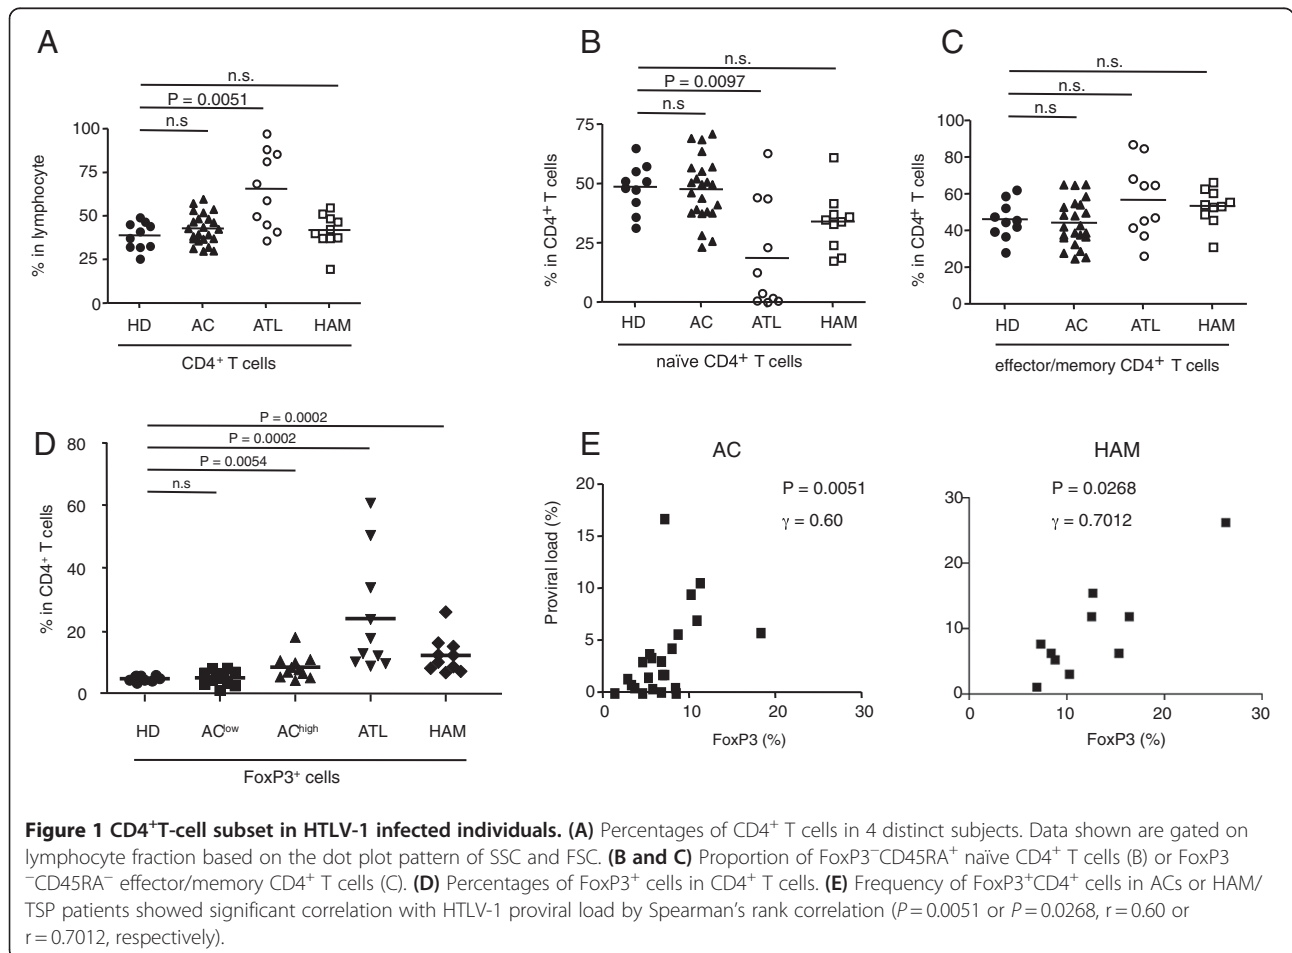 A
n.s.
P = 0.0051
n.s
% in lymphocyte
100
75
50
25
0
HD AC ATL HAM
CD4+ T cells
B
n.s.
P = 0.0097
n.s
% in CD4+ T cells
75
50
25
0
HD AC ATL HAM
naïve CD4+ T cells
C
n.s.
n.s.
n.s
% in CD4+ T cells
100
80
60
40
20
0
HD AC ATL HAM
effector/memory CD4+ T cells
D
P = 0.0002
P = 0.0002
P = 0.0054
n.s
% in CD4+ T cells
80
60
40
20
0
HD AClow AChigh ATL HAM
FoxP3+ cells
E
AC
P = 0.0051
γ = 0.60
Proviral load (%)
20
15
10
5
0
0 10 20 30
FoxP3 (%)
HAM
P = 0.0268
γ = 0.7012
30
20
10
0
0 10 20 30
FoxP3 (%)
Figure 1 CD4+T-cell subset in HTLV-1 infected individuals. (A) Percentages of CD4+ T cells in 4 distinct subjects. Data shown are gated on
lymphocyte fraction based on the dot plot pattern of SSC and FSC. (B and C) Proportion of FoxP3−CD45RA+ naïve CD4+ T cells (B) or FoxP3
−CD45RA− effector/memory CD4+ T cells (C). (D) Percentages of FoxP3+ cells in CD4+ T cells. (E) Frequency of FoxP3+CD4+ cells in ACs or HAM/
TSP patients showed significant correlation with HTLV-1 proviral load by Spearman's rank correlation (P = 0.0051 or P = 0.0268, r = 0.60 or
r = 0.7012, respectively).